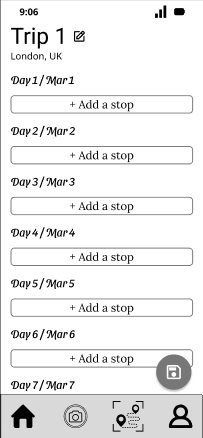 9:06
Trip 1
London, UK
Day 1 / Mar 1
+ Add a stop
Day 2 / Mar 2
+ Add a stop
Day 3 / Mar 3
+ Add a stop
Day 4 / Mar 4
+ Add a stop
Day 5 / Mar 5
+ Add a stop
Day 6 / Mar 6
+ Add a stop
Day 7 / Mar 7